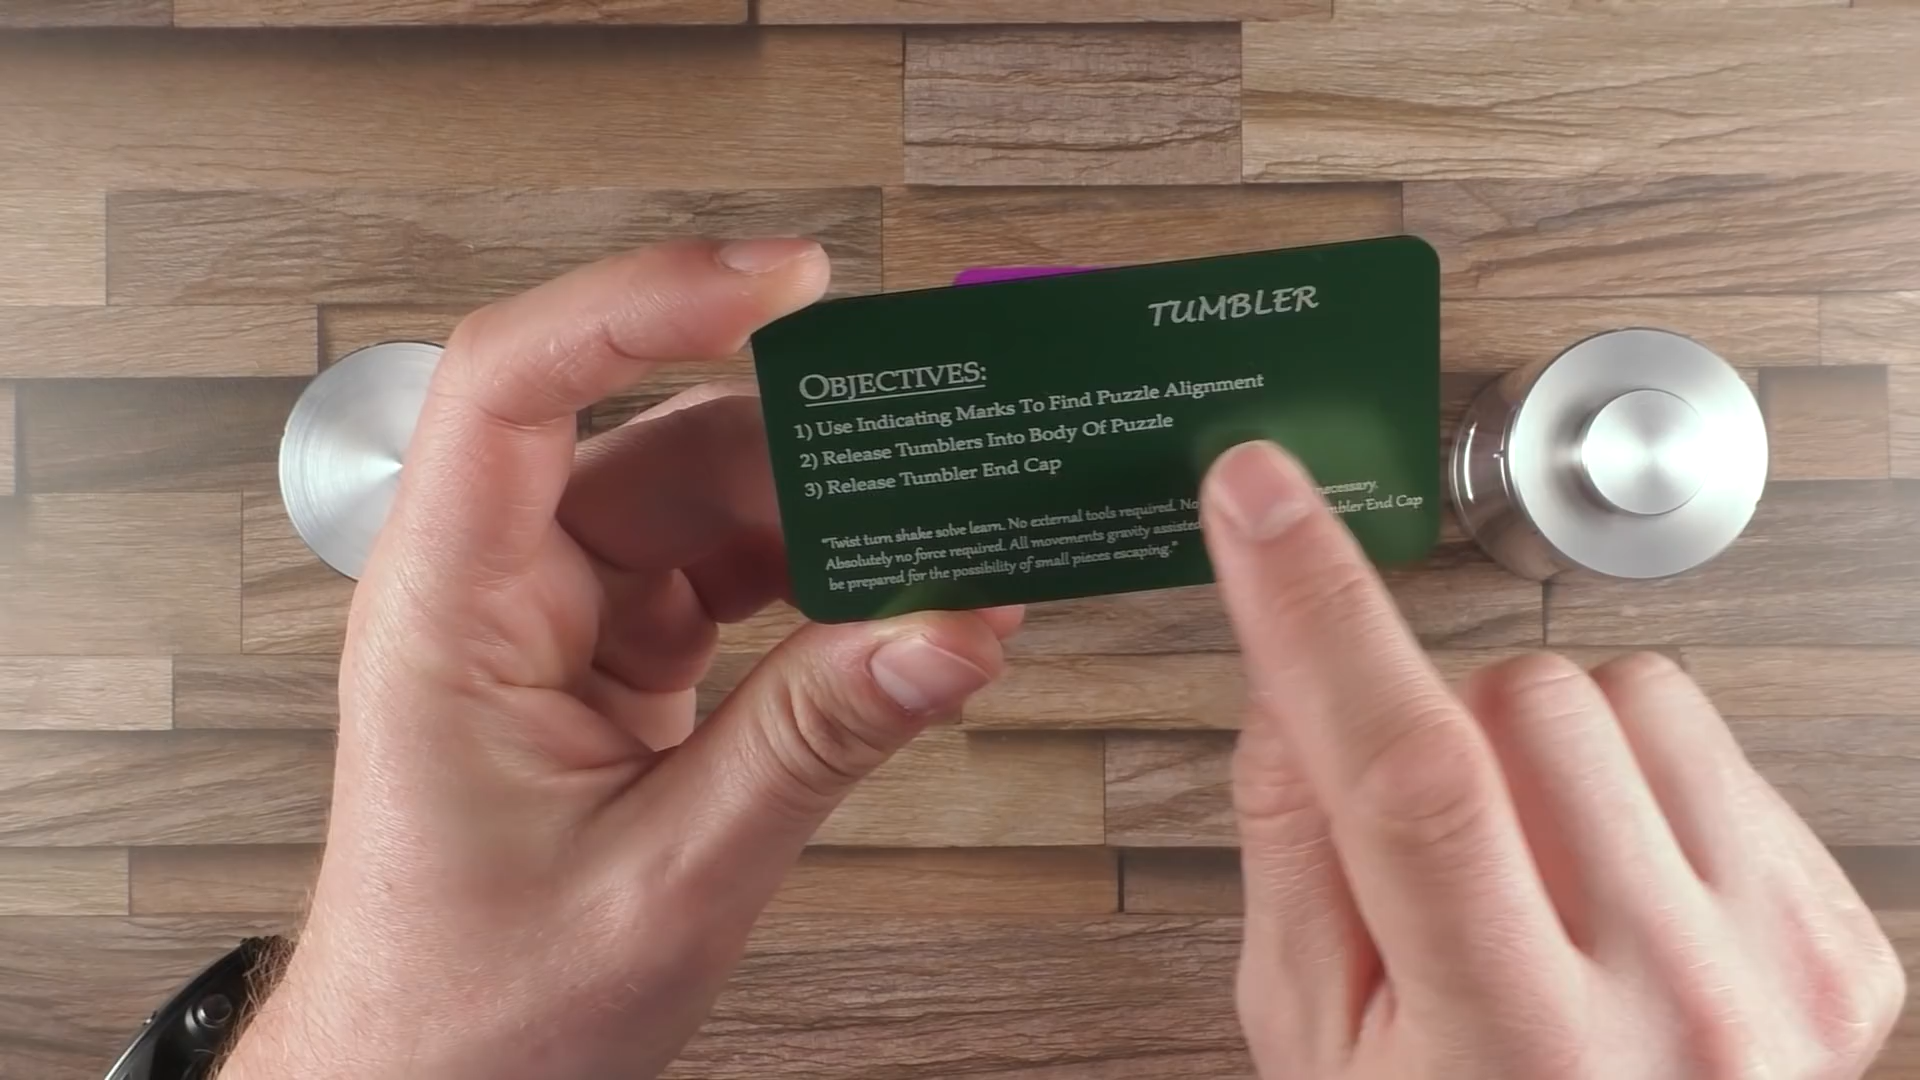 TUMBLER
OBJECTIVES:
1) Use Indicating Marks To Find Puzzle Alignment
2) Release Tumblers Into Body Of Puzzle
3) Release Tumbler End Cap
"Twist turn shake solve learn. No external tools required. No necessary.
Absolutely no force required. All movements gravity assisted End Cap
be prepared for the possibility of small pieces escaping."